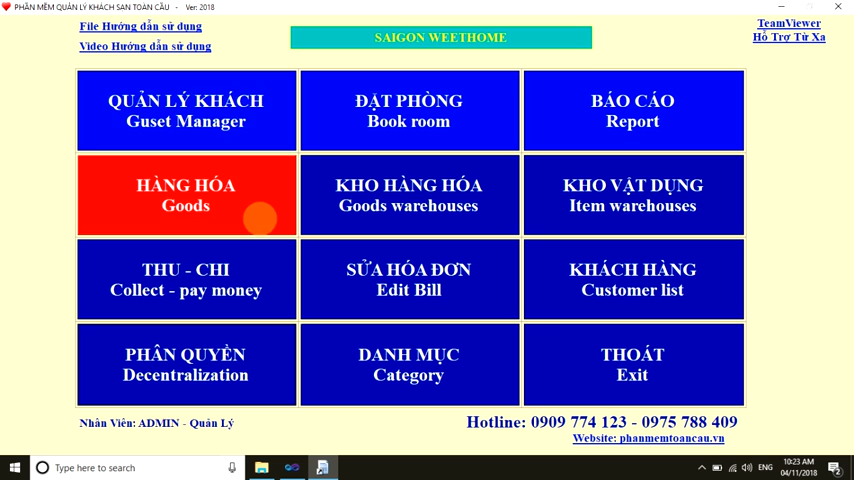 PHẦN MỀM QUẢN LÝ KHÁCH SẠN TOÀN CẦU - Ver: 2018
File Hướng dẫn sử dụng
Video Hướng dẫn sử dụng
SAIGON WEETHOME
TeamViewer
Hỗ Trợ Từ Xa
QUẢN LÝ KHÁCH
Guset Manager
ĐẶT PHÒNG
Book room
BÁO CÁO
Report
HÀNG HÓA
Goods
KHO HÀNG HÓA
Goods warehouses
KHO VẬT DỤNG
Item warehouses
THU - CHI
Collect - pay money
SỬA HÓA ĐƠN
Edit Bill
KHÁCH HÀNG
Customer list
PHÂN QUYỀN
Decentralization
DANH MỤC
Category
THOÁT
Exit
Nhân Viên: ADMIN - Quản Lý
Hotline: 0909 774 123 - 0975 788 409
Website: phanmemtoancau.vn
Type here to search
ENG
10:23 AM
04/11/2018
2